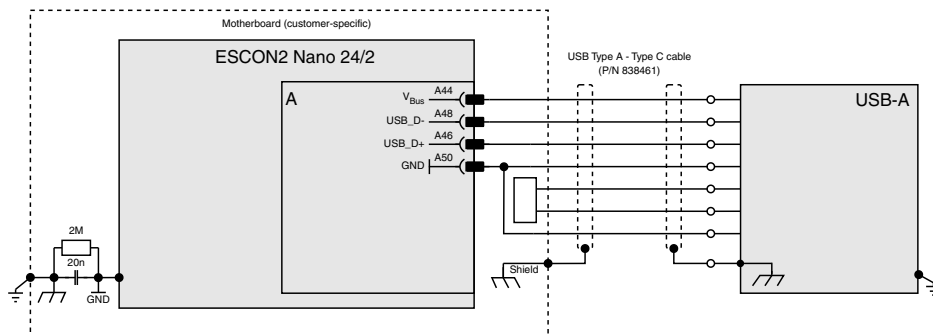 Motherboard (customer-specific)
ESCON2 Nano 24/2
USB Type A - Type C cable
(P/N 838461)
A
USB-A
VBus
A44
USB_D-
A48
USB_D+
A46
GND
A50
2M
20n
GND
Shield